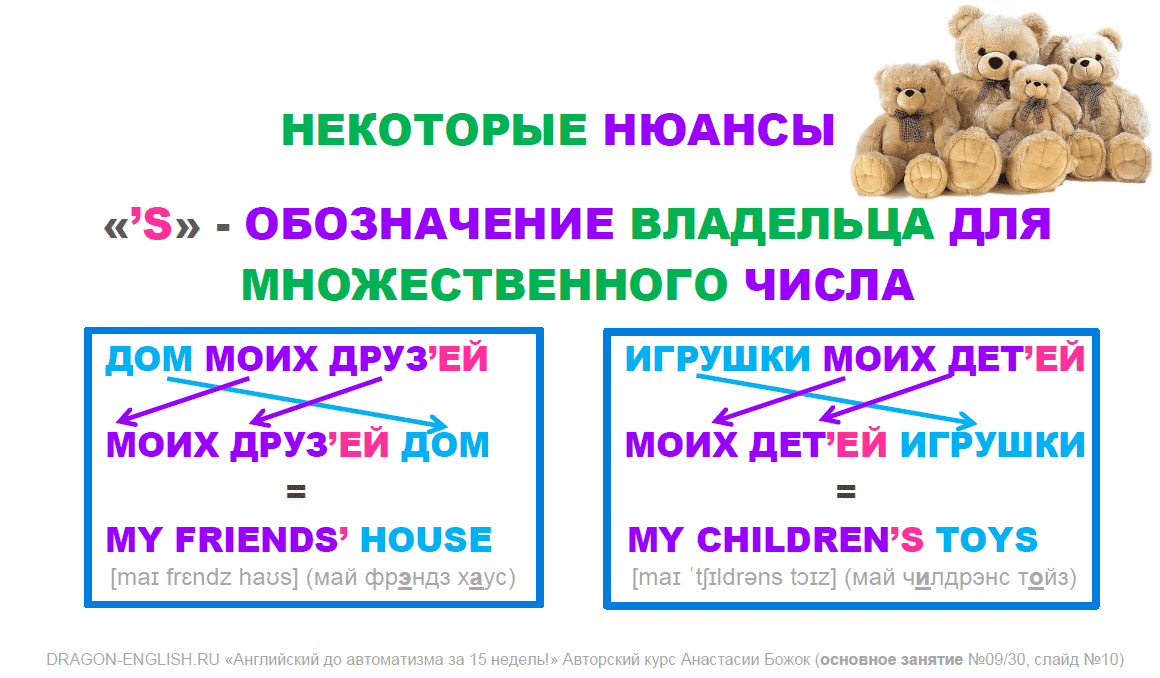 НЕКОТОРЫЕ НЮАНСЫ
«’S» - ОБОЗНАЧЕНИЕ ВЛАДЕЛЬЦА ДЛЯ
МНОЖЕСТВЕННОГО ЧИСЛА
ДОМ МОИХ ДРУЗ’ЕЙ
МОИХ ДРУЗ’ЕЙ ДОМ
=
MY FRIENDS’ HOUSE
[maɪ frɛndz haʊs] (май фрэндз хаус)
ИГРУШКИ МОИХ ДЕТ’ЕЙ
МОИХ ДЕТ’ЕЙ ИГРУШКИ
=
MY CHILDREN’S TOYS
[maɪ ˈʧɪldrəns tɔɪz] (май чилдрэнс тойз)
DRAGON-ENGLISH.RU «Английский до автоматизма за 15 недель!» Авторский курс Анастасии Божок (основное занятие №09/30, слайд №10)